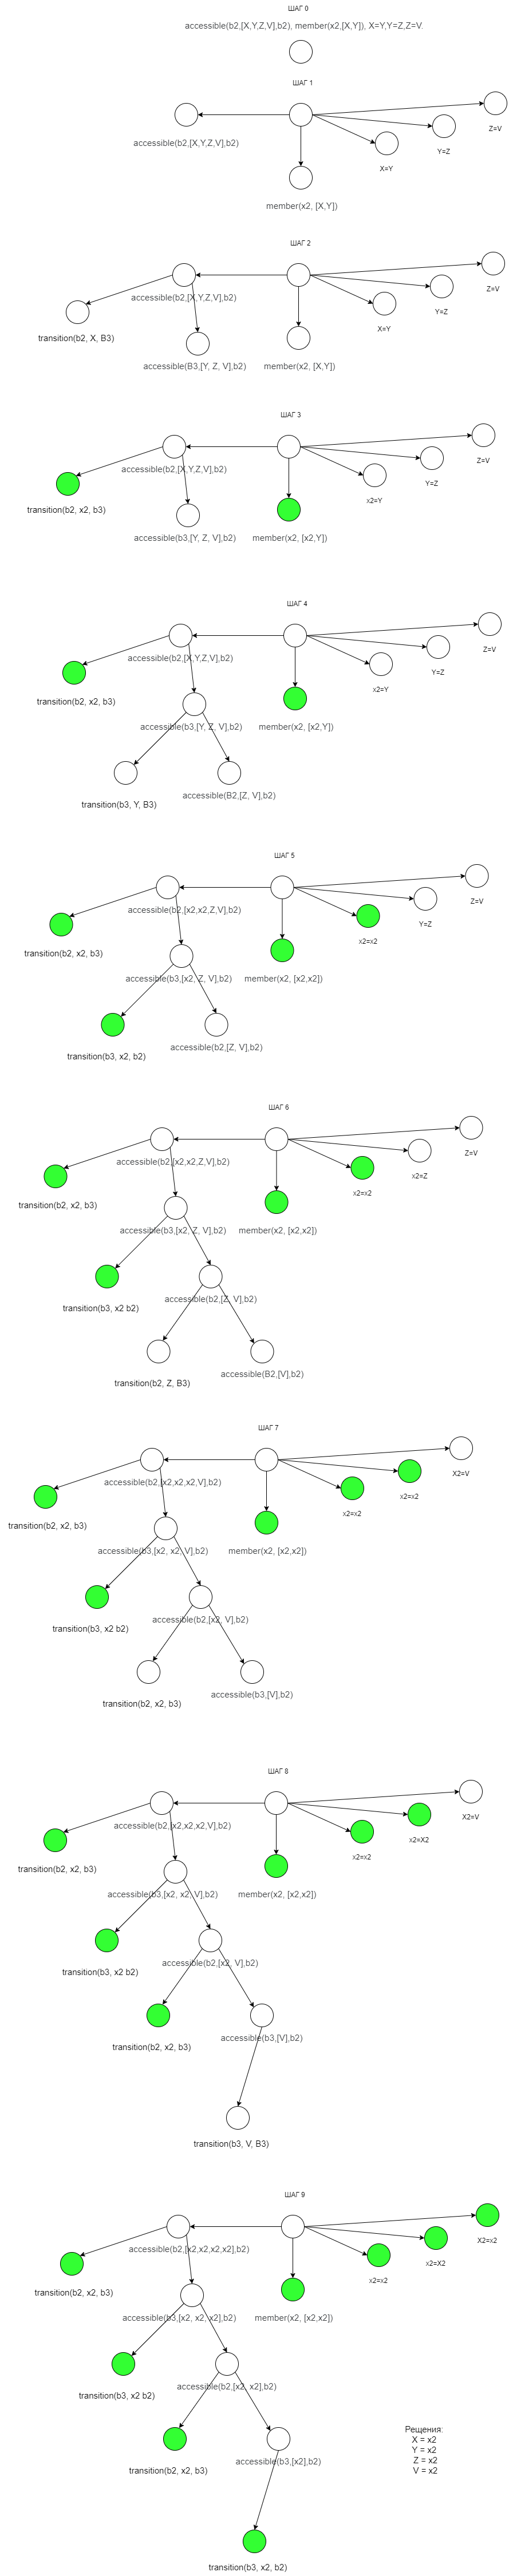 ШАГ 0
accessible(b2,[X,Y,Z,V],b2), member(x2,[X,Y]), X=Y,Y=Z,Z=V.
ШАГ 1
Z=V
accessible(b2,[X,Y,Z,V],b2)
Y=Z
X=Y
member(x2, [X,Y])
ШАГ 2
Z=V
accessible(b2,[X,Y,Z,V],b2)
Y=Z
X=Y
transition(b2, X, B3)
accessible(B3,[Y, Z, V],b2)
member(x2, [X,Y])
ШАГ 3
Z=V
accessible(b2,[X,Y,Z,V],b2)
Y=Z
x2=Y
transition(b2, x2, b3)
accessible(b3,[Y, Z, V],b2)
member(x2, [x2,Y])
ШАГ 4
Z=V
accessible(b2,[X,Y,Z,V],b2)
Y=Z
x2=Y
transition(b2, x2, b3)
accessible(b3,[Y, Z, V],b2)
member(x2, [x2,Y])
accessible(B2,[Z, V],b2)
transition(b3, Y, B3)
ШАГ 5
Z=V
accessible(b2,[x2,x2,Z,V],b2)
Y=Z
x2=x2
transition(b2, x2, b3)
accessible(b3,[x2, Z, V],b2)
member(x2, [x2,x2])
accessible(b2,[Z, V],b2)
transition(b3, x2, b2)
ШАГ 6
Z=V
accessible(b2,[x2,x2,Z,V],b2)
x2=Z
x2=x2
transition(b2, x2, b3)
accessible(b3,[x2, Z, V],b2)
member(x2, [x2,x2])
accessible(b2,[Z, V],b2)
transition(b3, x2 b2)
accessible(B2,[V],b2)
transition(b2, Z, B3)
ШАГ 7
X2=V
accessible(b2,[x2,x2,x2,V],b2)
x2=x2
x2=x2
transition(b2, x2, b3)
accessible(b3,[x2, x2, V],b2)
member(x2, [x2,x2])
accessible(b2,[x2, V],b2)
transition(b3, x2 b2)
accessible(b3,[V],b2)
transition(b2, x2, b3)
ШАГ 8
X2=V
accessible(b2,[x2,x2,x2,V],b2)
x2=X2
x2=x2
transition(b2, x2, b3)
accessible(b3,[x2, x2, V],b2)
member(x2, [x2,x2])
accessible(b2,[x2, V],b2)
transition(b3, x2 b2)
accessible(b3,[V],b2)
transition(b2, x2, b3)
transition(b3, V, B3)
ШАГ 9
X2=x2
accessible(b2,[x2,x2,x2,x2],b2)
x2=X2
x2=x2
transition(b2, x2, b3)
accessible(b3,[x2, x2, x2],b2)
member(x2, [x2,x2])
accessible(b2,[x2, x2],b2)
transition(b3, x2 b2)
Рещения:
X = x2
Y = x2
Z = x2
V = x2
accessible(b3,[x2],b2)
transition(b2, x2, b3)
transition(b3, x2, b2)